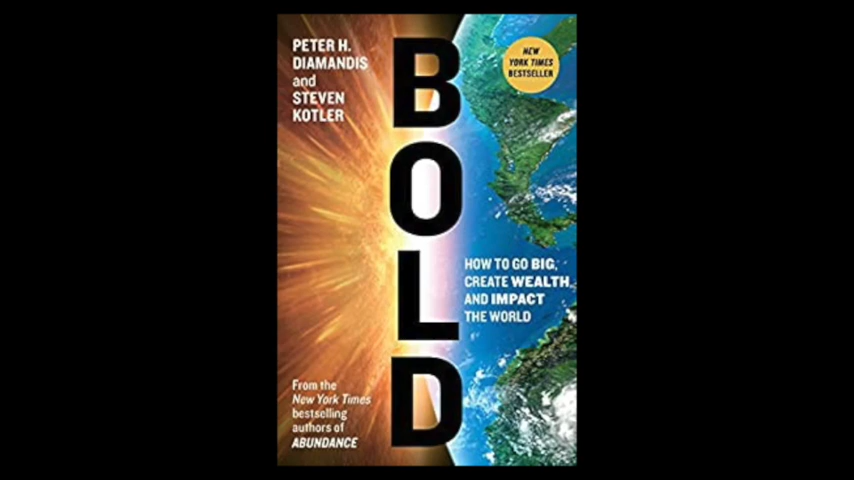 PETER H.
DIAMANDIS
and
STEVEN
KOTLER
BOLD
NEW
YORK TIMES
BESTSELLER
HOW TO GO BIG,
CREATE WEALTH,
AND IMPACT
THE WORLD
From the
New York Times
bestselling
authors of
ABUNDANCE